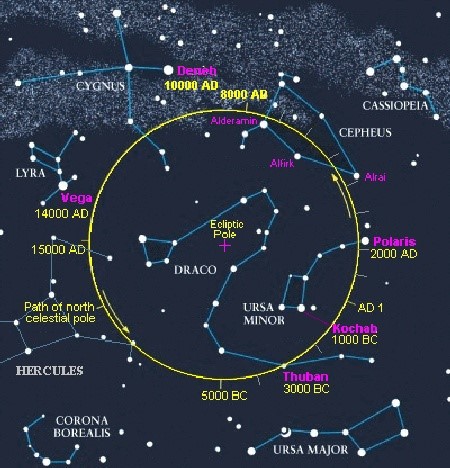 CYGNUS
Deneb
10000 AD
8000 AD
CASSIOPEIA
Alderamin
CEPHEUS
Alfirk
Alrai
LYRA
Vega
14000 AD
15000 AD
Ecliptic
Pole
Polaris
2000 AD
DRACO
Path of north
celestial pole
URSA
MINOR
AD 1
Kochab
1000 BC
HERCULES
Thuban
3000 BC
5000 BC
CORONA
BOREALIS
URSA MAJOR